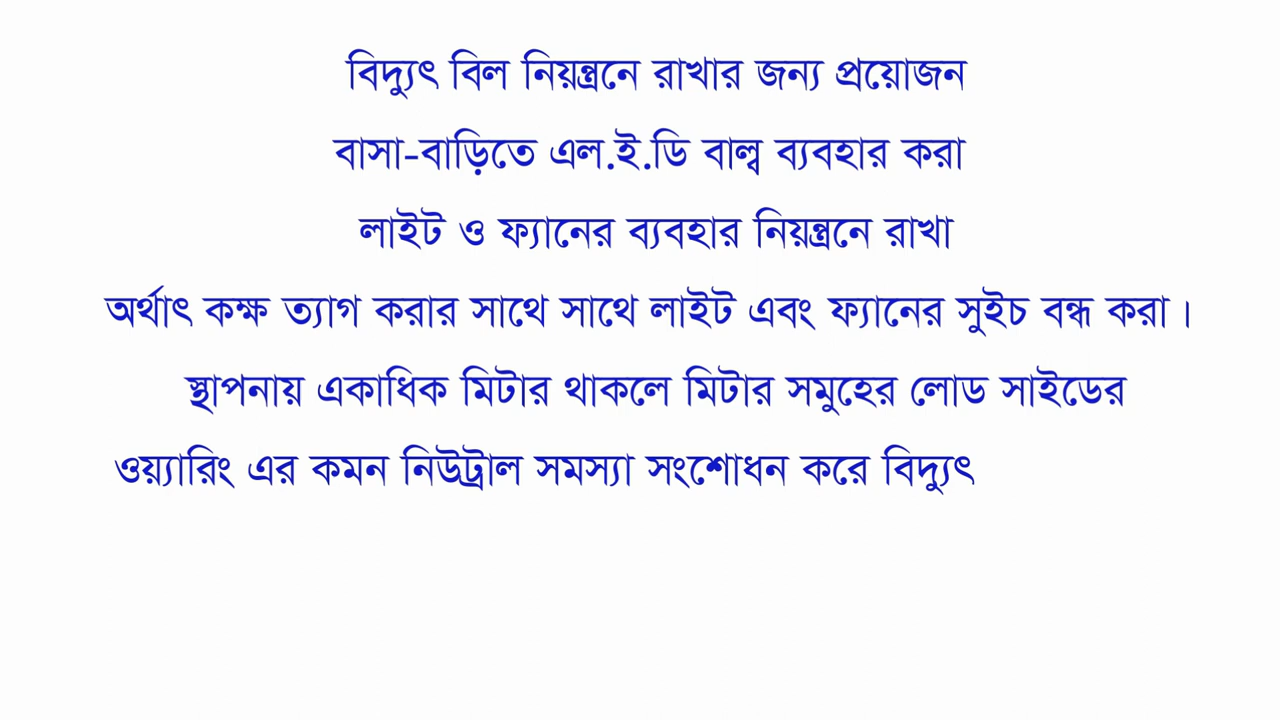 বিদ্যুৎ বিল নিয়ন্ত্রনে রাখার জন্য প্রয়োজন
বাসা-বাড়িতে এল.ই.ডি বাল্ব ব্যবহার করা
লাইট ও ফ্যানের ব্যবহার নিয়ন্ত্রনে রাখা
অর্থাৎ কক্ষ ত্যাগ করার সাথে সাথে লাইট এবং ফ্যানের সুইচ বন্ধ করা।
স্থাপনায় একাধিক মিটার থাকলে মিটার সমুহের লোড সাইডের
ওয়্যারিং এর কমন নিউট্রাল সমস্যা সংশোধন করে বিদ্যুৎ